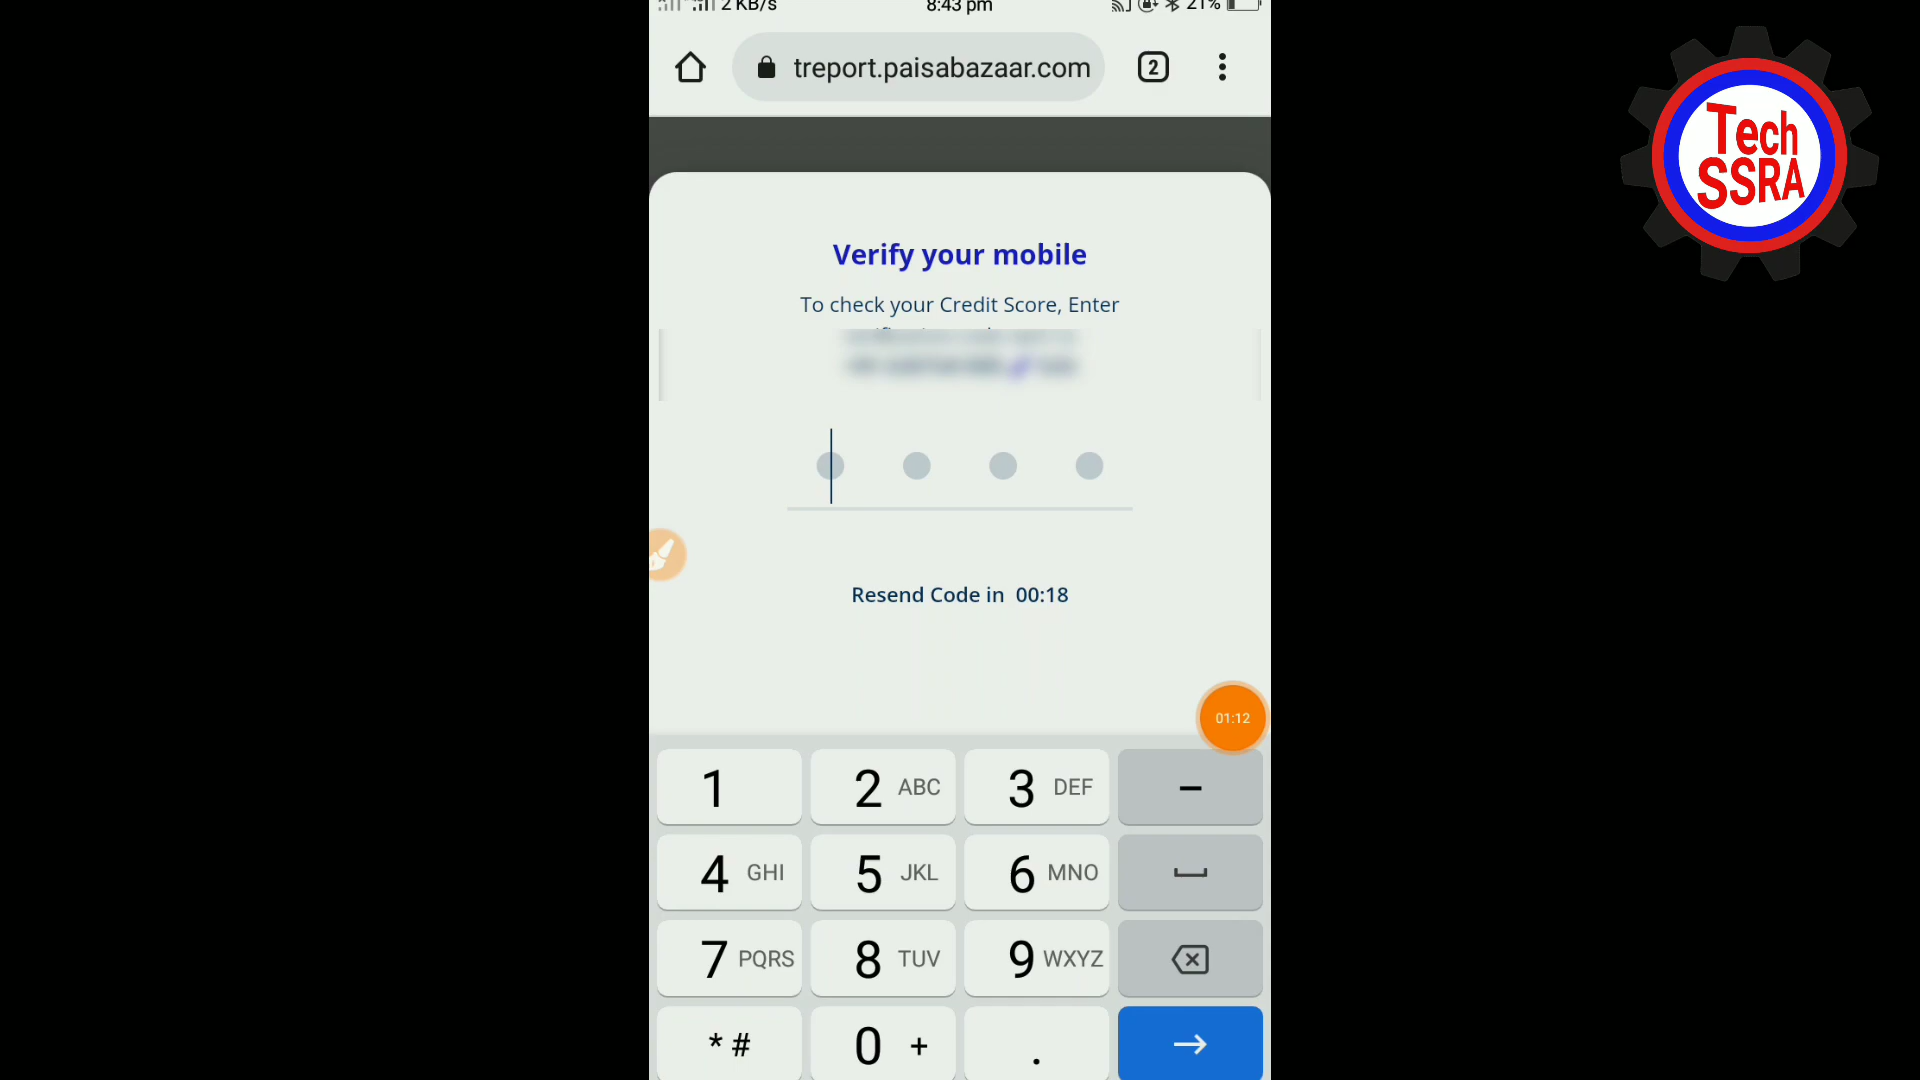 2 KB/s 8:43 pm 21%
treport.paisabazaar.com 2
Tech
SSRA
Verify your mobile
To check your Credit Score, Enter
Resend Code in 00:18
01:12
1 2 ABC 3 DEF -
4 GHI 5 JKL 6 MNO
7 PQRS 8 TUV 9 WXYZ
* # 0 + .